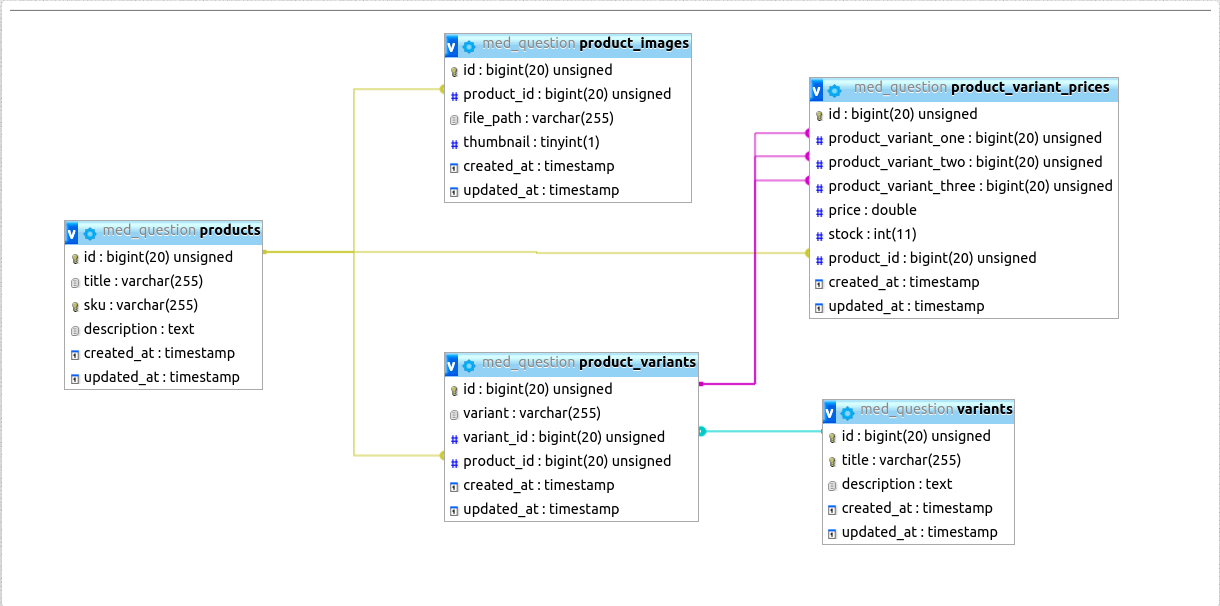 v med_question product_images
id : bigint(20) unsigned
# product_id : bigint(20) unsigned
file_path : varchar(255)
# thumbnail : tinyint(1)
created_at : timestamp
updated_at : timestamp
v med_question product_variant_prices
id : bigint(20) unsigned
# product_variant_one : bigint(20) unsigned
# product_variant_two : bigint(20) unsigned
# product_variant_three : bigint(20) unsigned
# price : double
# stock : int(11)
# product_id : bigint(20) unsigned
created_at : timestamp
updated_at : timestamp
v med_question products
id : bigint(20) unsigned
title : varchar(255)
sku : varchar(255)
description : text
created_at : timestamp
updated_at : timestamp
v med_question product_variants
id : bigint(20) unsigned
variant : varchar(255)
# variant_id : bigint(20) unsigned
# product_id : bigint(20) unsigned
created_at : timestamp
updated_at : timestamp
v med_question variants
id : bigint(20) unsigned
title : varchar(255)
description : text
created_at : timestamp
updated_at : timestamp